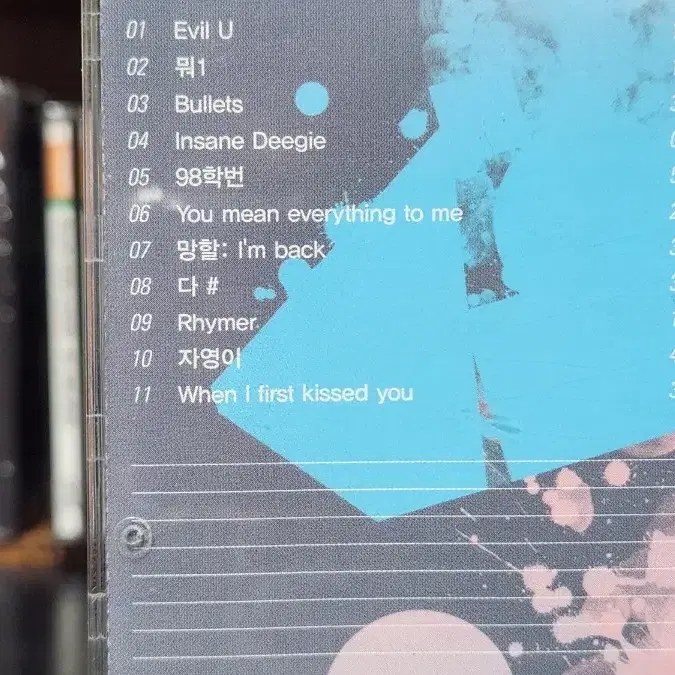 01 Evil U
02 뭐1
03 Bullets
04 Insane Deegie
05 98학번
06 You mean everything to me
07 망할: I'm back
08 다 #
09 Rhymer
10 자영이
11 When I first kissed you